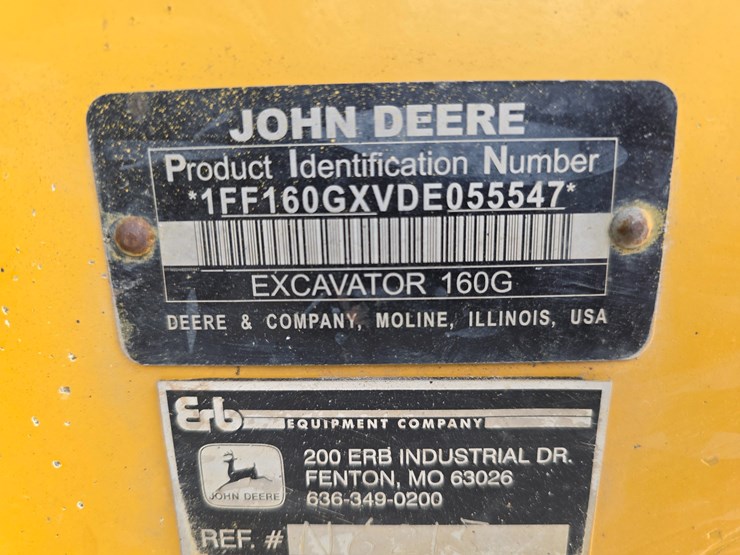 JOHN DEERE
Product Identification Number
*1FF160GXVDE055547*
EXCAVATOR 160G
DEERE & COMPANY, MOLINE, ILLINOIS, USA
Erb
EQUIPMENT COMPANY
200 ERB INDUSTRIAL DR.
FENTON, MO 63026
636-349-0200
JOHN DEERE
REF. #